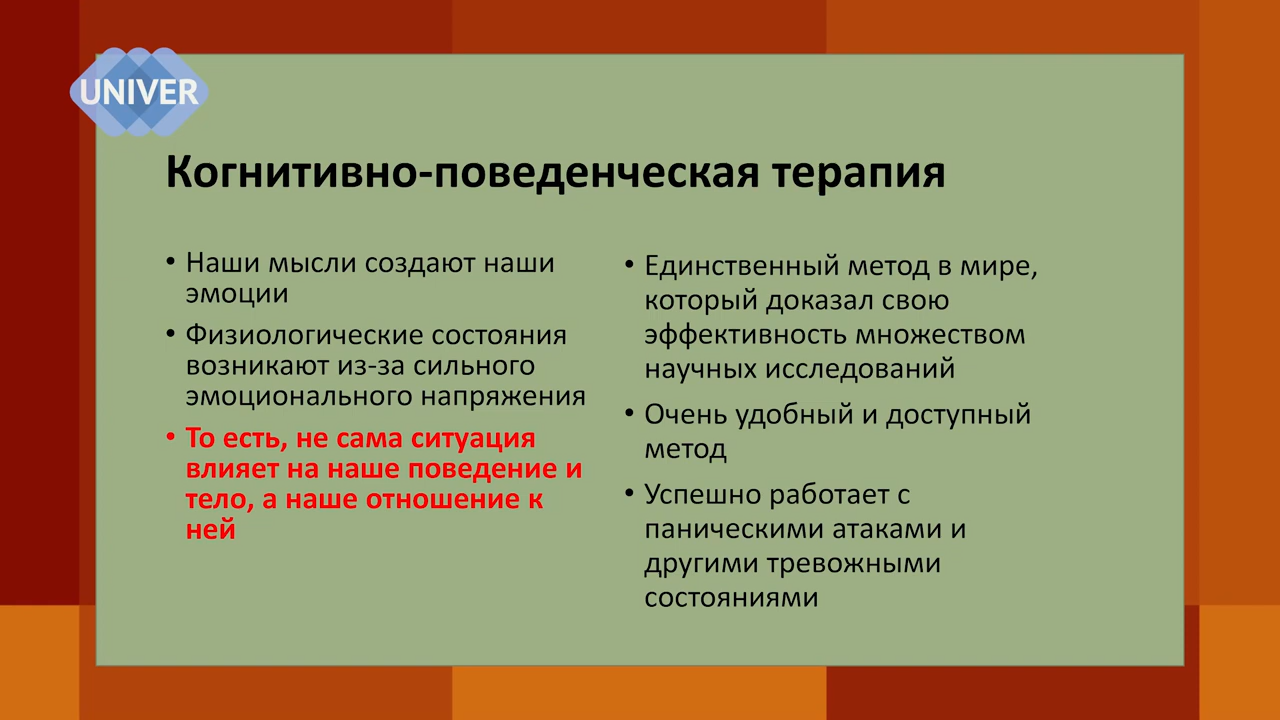 UNIVER
Когнитивно-поведенческая терапия
• Наши мысли создают наши
эмоции
• Физиологические состояния
возникают из-за сильного
эмоционального напряжения
• То есть, не сама ситуация
влияет на наше поведение и
тело, а наше отношение к
ней
• Единственный метод в мире,
который доказал свою
эффективность множеством
научных исследований
• Очень удобный и доступный
метод
• Успешно работает с
паническими атаками и
другими тревожными
состояниями